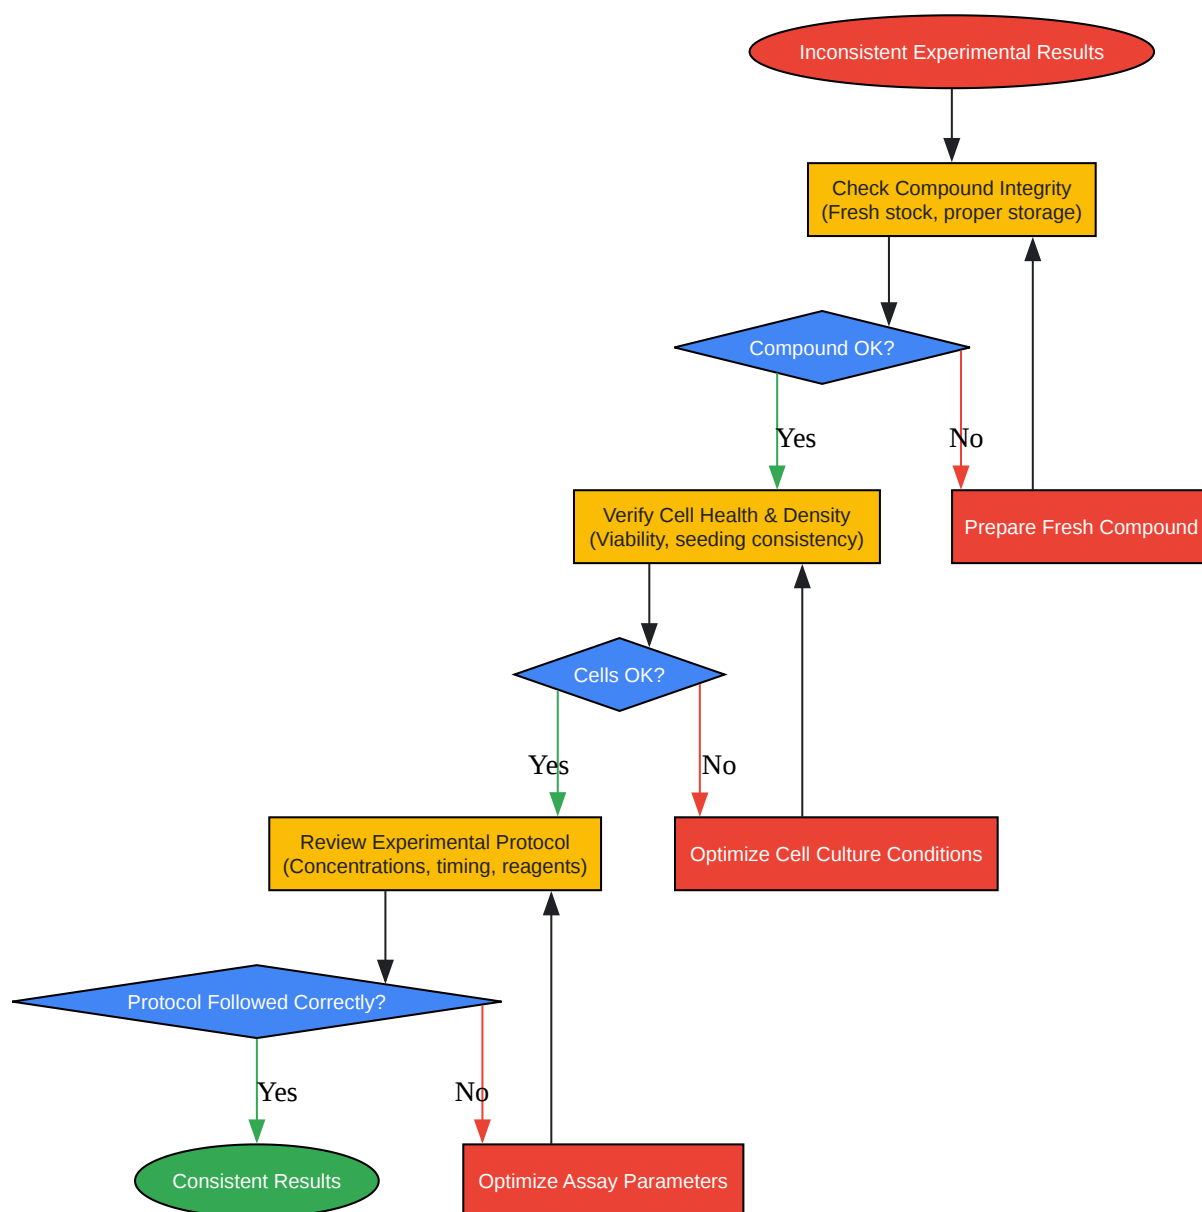 Inconsistent Experimental Results
Check Compound Integrity
(Fresh stock, proper storage)
Compound OK?
Yes
No
Verify Cell Health & Density
(Viability, seeding consistency)
Prepare Fresh Compound
Cells OK?
Yes
No
Review Experimental Protocol
(Concentrations, timing, reagents)
Optimize Cell Culture Conditions
Protocol Followed Correctly?
Yes
No
Consistent Results
Optimize Assay Parameters